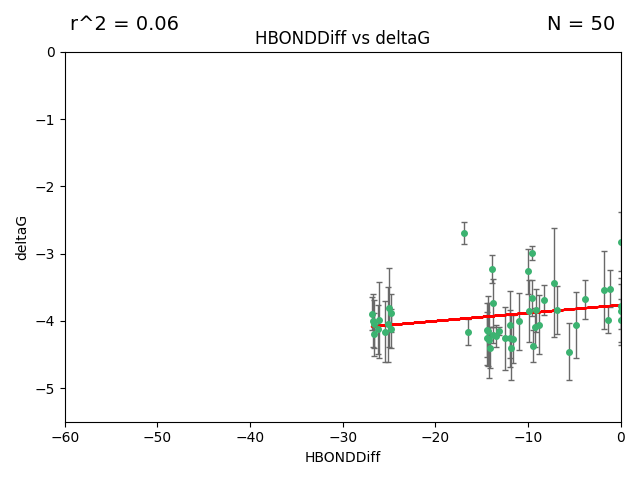 r^2 = 0.06
N = 50
HBONDDiff vs deltaG
0
−1
−2
−3
−4
−5
deltaG
−60 −50 −40 −30 −20 −10 0
HBONDDiff